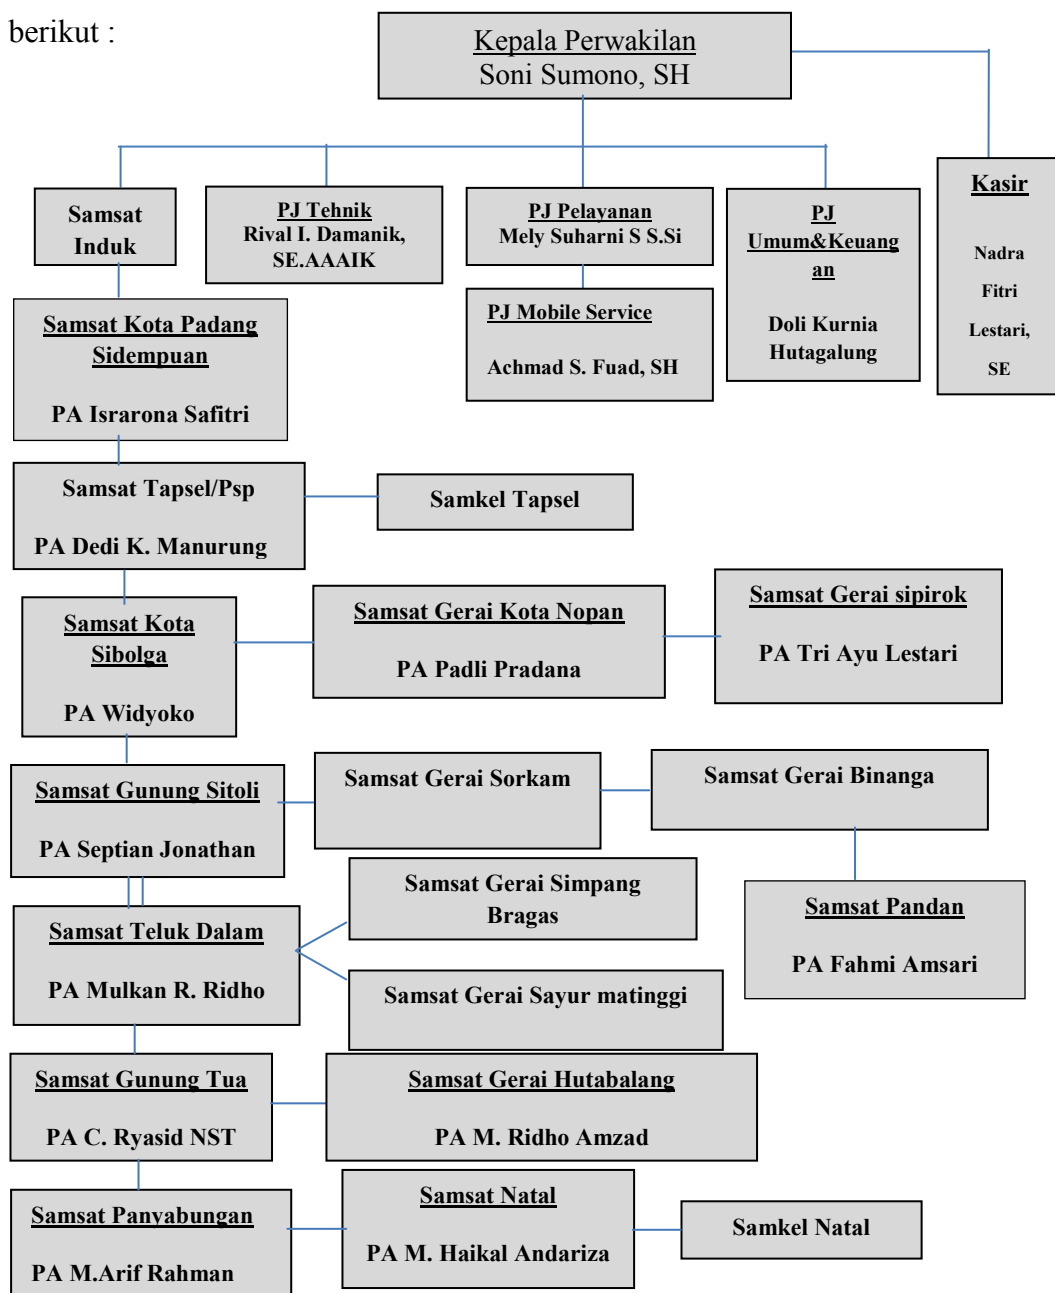 berikut :
Kepala Perwakilan
Soni Sumono, SH
Samsat
Induk
PJ Tehnik
Rival I. Damanik,
SE.AAAIK
PJ Pelayanan
Mely Suharni S S.Si
PJ
Umum&Keuang
an
Doli Kurnia
Hutagalung
Kasir
Nadra
Fitri
Lestari,
SE
PJ Mobile Service
Achmad S. Fuad, SH
Samsat Kota Padang
Sidempuan
PA Israrona Safitri
Samsat Tapsel/Psp
PA Dedi K. Manurung
Samkel Tapsel
Samsat Kota
Sibolga
PA Widyoko
Samsat Gerai Kota Nopan
PA Padli Pradana
Samsat Gerai sipirok
PA Tri Ayu Lestari
Samsat Gunung Sitoli
PA Septian Jonathan
Samsat Gerai Sorkam
Samsat Gerai Binanga
Samsat Pandan
PA Fahmi Amsari
Samsat Teluk Dalam
PA Mulkan R. Ridho
Samsat Gerai Simpang
Bragas
Samsat Gerai Sayur matinggi
Samsat Gunung Tua
PA C. Ryasid NST
Samsat Gerai Hutabalang
PA M. Ridho Amzad
Samsat Panyabungan
PA M.Arif Rahman
Samsat Natal
PA M. Haikal Andariza
Samkel Natal